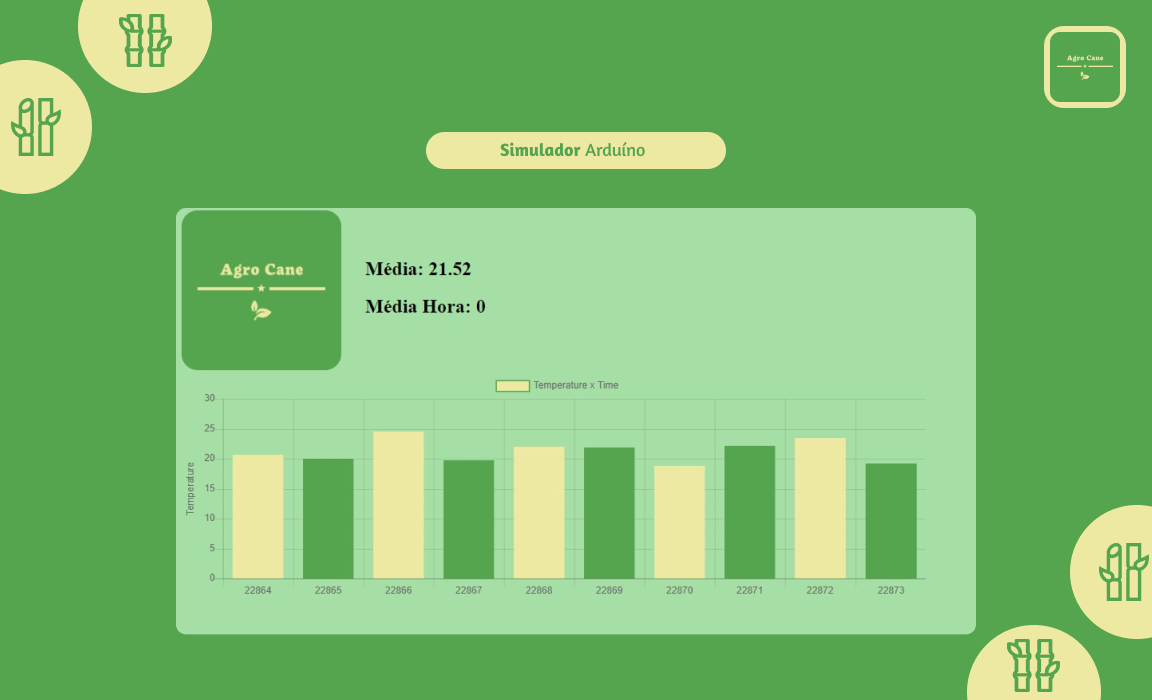 Agro Cane
Simulador Arduíno
Agro Cane
Média: 21.52
Média Hora: 0
Temperature x Time
30
25
20
15
10
5
0
Temperature
22864 22865 22866 22867 22868 22869 22870 22871 22872 22873